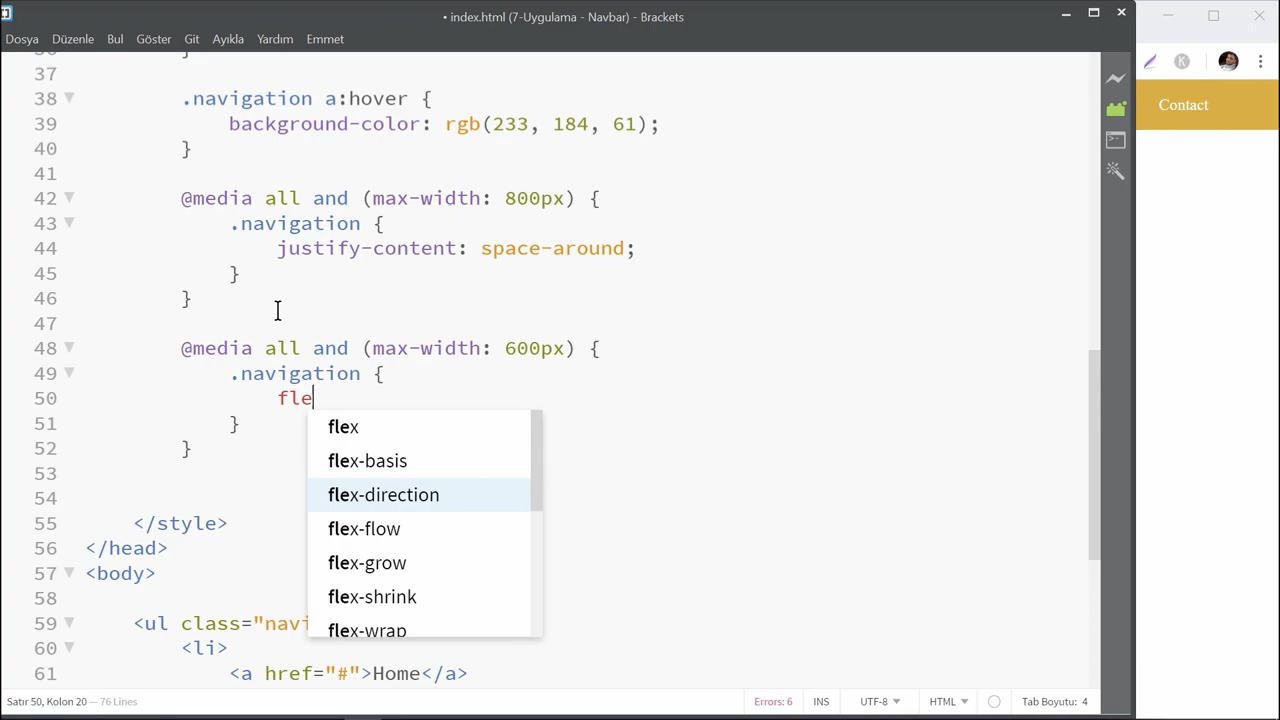 • index.html (7-Uygulama - Navbar) - Brackets
Dosya Düzenle Bul Göster Git Ayıkla Yardım Emmet
37
38 .navigation a:hover {
39 background-color: rgb(233, 184, 61);
40 }
41
42 @media all and (max-width: 800px) {
43 .navigation {
44 justify-content: space-around;
45 }
46 }
47
48 @media all and (max-width: 600px) {
49 .navigation {
50 fle
51 }
52 }
53
54
55 </style>
56 </head>
57 <body>
58
59 <ul class="navi
60 <li>
61 <a href="#">Home</a>
flex
flex-basis
flex-direction
flex-flow
flex-grow
flex-shrink
flex-wrap
Satır 50, Kolon 20 — 76 Lines
Errors: 6 INS UTF-8 HTML Tab Boyutu: 4
K
Contact